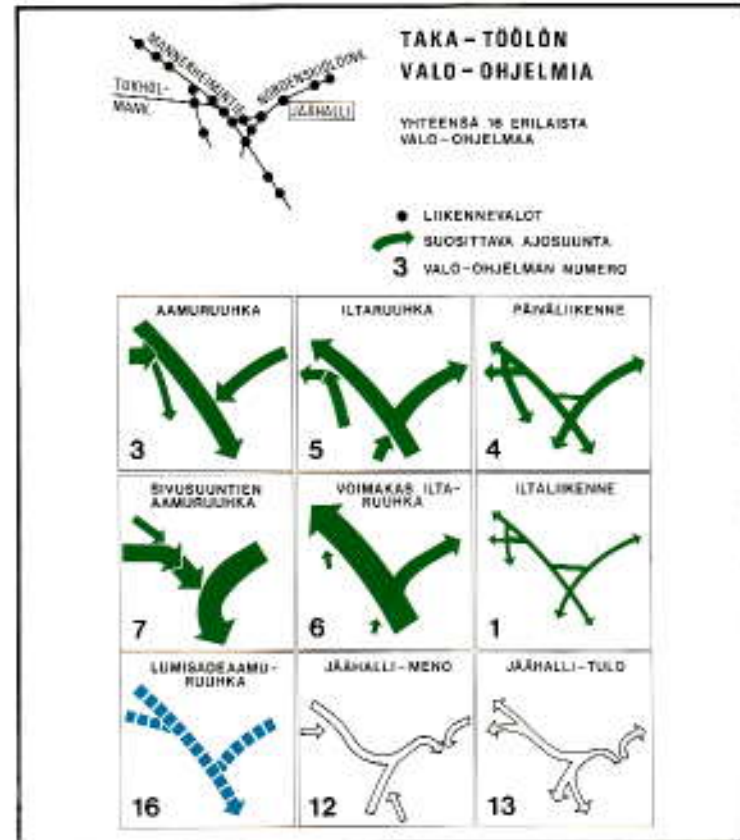 TAKA-TÖÖLÖN
VALO-OHJELMIA
MANNERHEIMINTIE
NORDENSKIÖLDINK
TUKHOL-
MANK.
JÄÄHALLI
YHTEENSÄ 16 ERILAISTA
VALO-OHJELMAA
LIIKENNEVALOT
SUOSITTAVA AJOSUUNTA
3 VALO-OHJELMAN NUMERO
AAMURUUHKA
3
ILTARUUHKA
5
PÄIVÄLIIKENNE
4
SIVUSUUNTIEN
AAMURUUHKA
7
VOIMAKAS ILTA-
RUUHKA
6
ILTALIIKENNE
1
LUMISADEAAMU-
RUUHKA
16
JÄÄHALLI-MENO
12
JÄÄHALLI-TULO
13